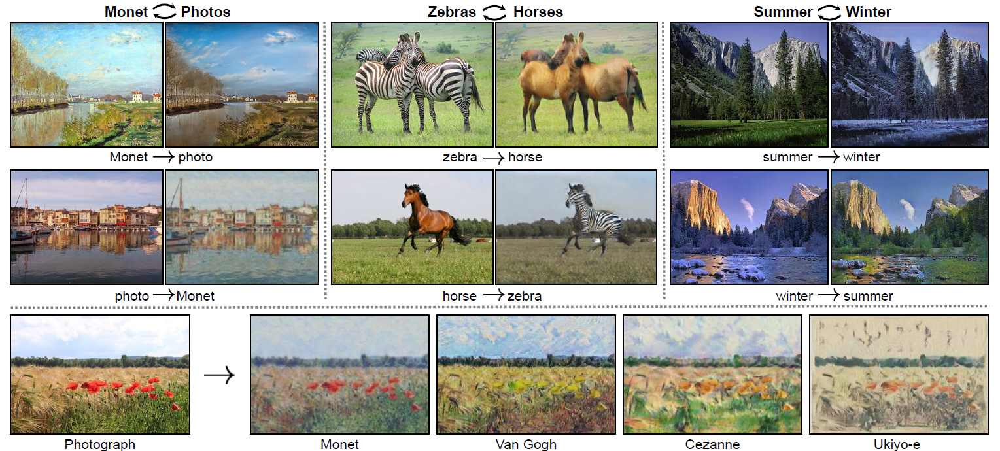 Monet ⇄ Photos
Zebras ⇄ Horses
Summer ⇄ Winter
Monet → photo
zebra → horse
summer → winter
photo → Monet
horse → zebra
winter → summer
Photograph
→
Monet
Van Gogh
Cezanne
Ukiyo-e